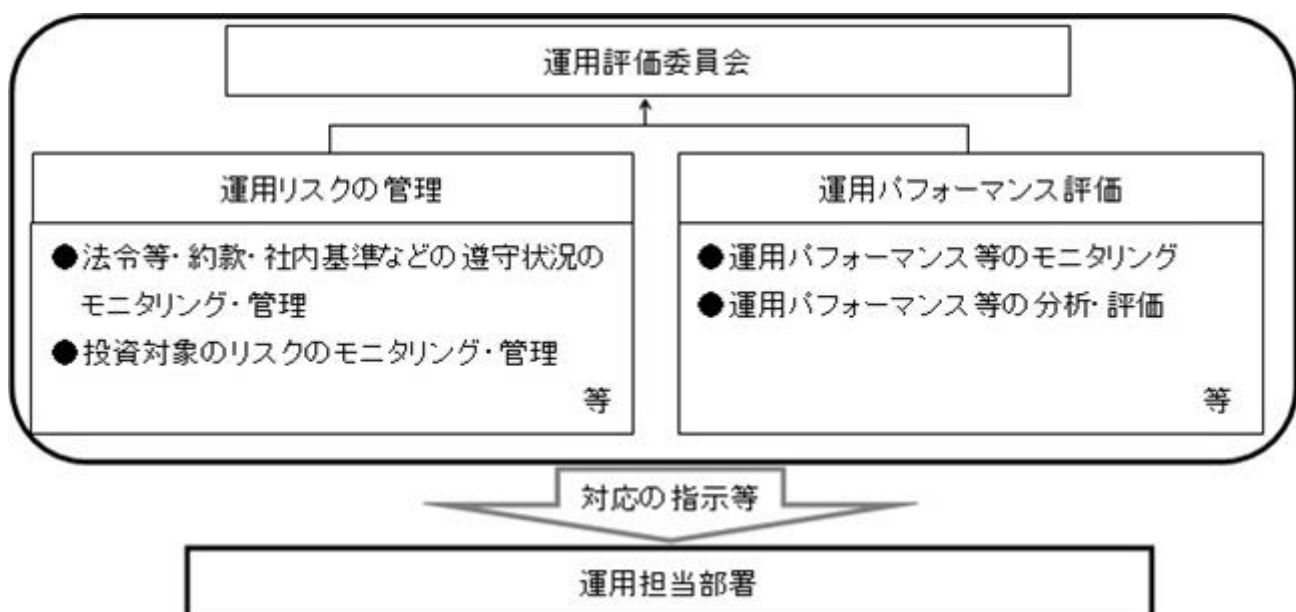 運用評価委員会
運用リスクの管理
●法令等・約款・社内基準などの遵守状況の
モニタリング・管理
●投資対象のリスクのモニタリング・管理
等
運用パフォーマンス評価
●運用パフォーマンス等のモニタリング
●運用パフォーマンス等の分析・評価
等
対応の指示等
運用担当部署